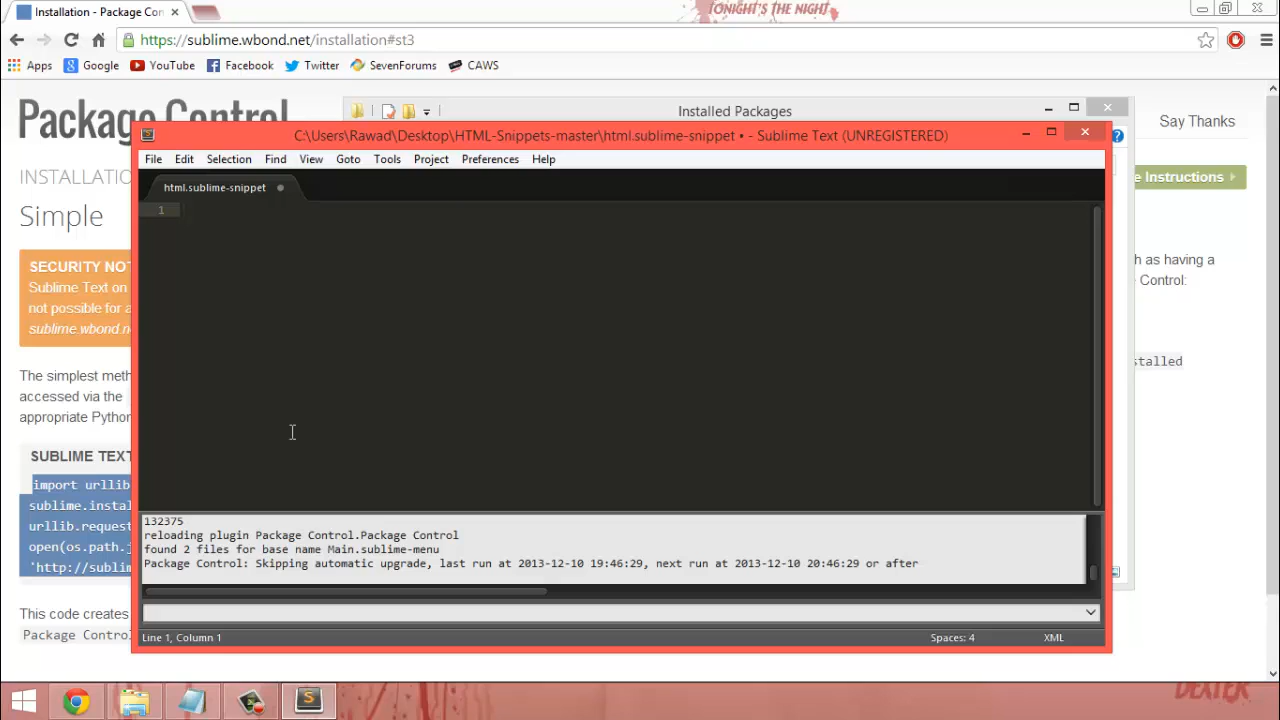 Installation - Package Con
TONIGHT'S THE NIGHT
https://sublime.wbond.net/installation#st3
Apps Google YouTube Facebook Twitter SevenForums CAWS
Package Control
Installed Packages
Say Thanks
C:\Users\Rawad\Desktop\HTML-Snippets-master\html.sublime-snippet • - Sublime Text (UNREGISTERED)
File Edit Selection Find View Goto Tools Project Preferences Help
INSTALLATIO
e Instructions
html.sublime-snippet
1
Simple
SECURITY NOT
Sublime Text on
not possible for a
sublime.wbond.ne
h as having a
e Control:
The simplest meth
accessed via the
appropriate Python
stalled
SUBLIME TEXT
import urllib
sublime.instal
urllib.request
open(os.path.j
'http://sublim
132375
reloading plugin Package Control.Package Control
found 2 files for base name Main.sublime-menu
Package Control: Skipping automatic upgrade, last run at 2013-12-10 19:46:29, next run at 2013-12-10 20:46:29 or after
This code creates
Package Contro
Line 1, Column 1
Spaces: 4
XML
DEXTER